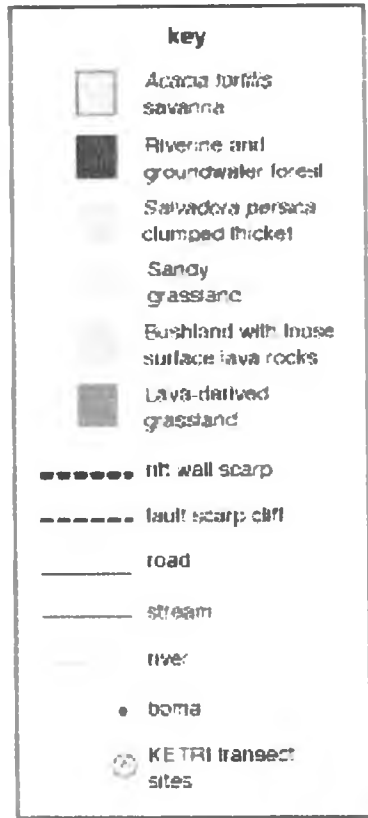 key
Acacia tortilis
savanna
Riverine and
groundwater forest
Salvadora persica
clumped thicket
Sandy
grassland
Bushland with loose
surface lava rocks
Lava-derived
grassland
rift wall scarp
fault scarp cliff
road
stream
river
boma
KETRI transect
sites